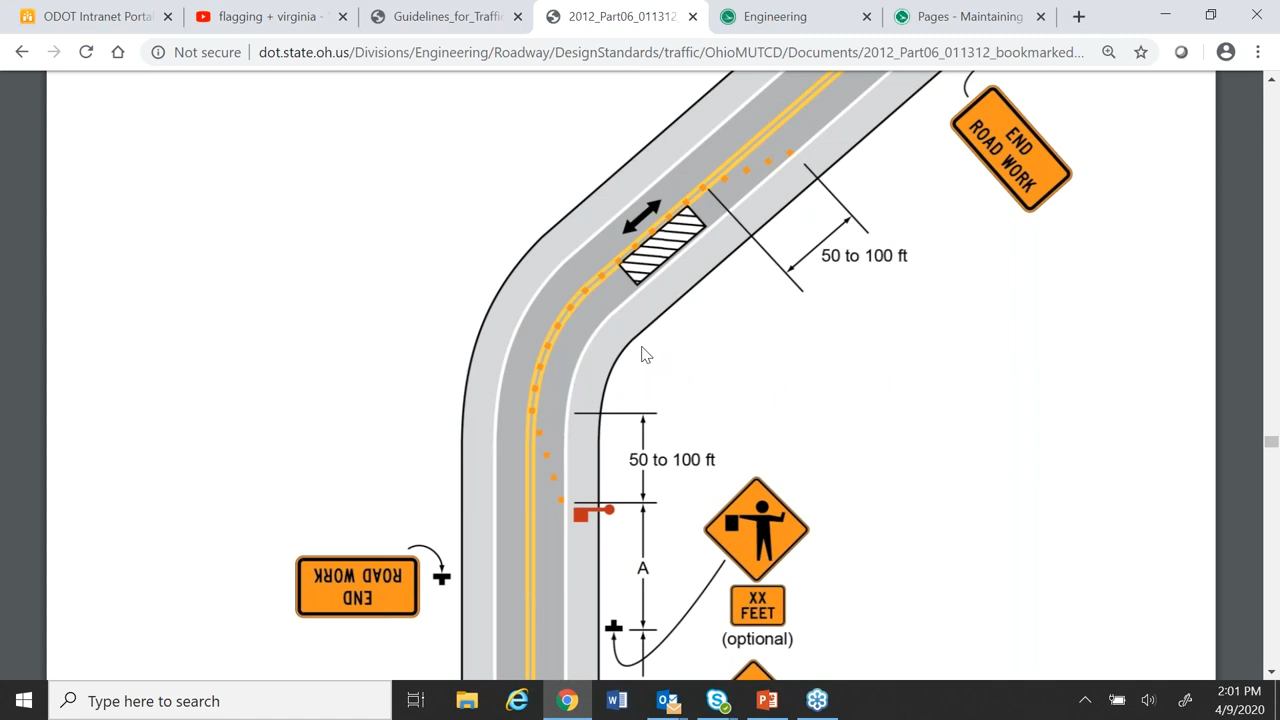 ODOT Intranet Portal
flagging + virginia -
Guidelines_for_Traffi
2012_Part06_011312
Engineering
Pages - Maintaining
Not secure
dot.state.oh.us/Divisions/Engineering/Roadway/DesignStandards/traffic/OhioMUTCD/Documents/2012_Part06_011312_bookmarked...
END
ROAD WORK
50 to 100 ft
50 to 100 ft
A
END
ROAD WORK
XX
FEET
(optional)
Type here to search
2:01 PM
4/9/2020